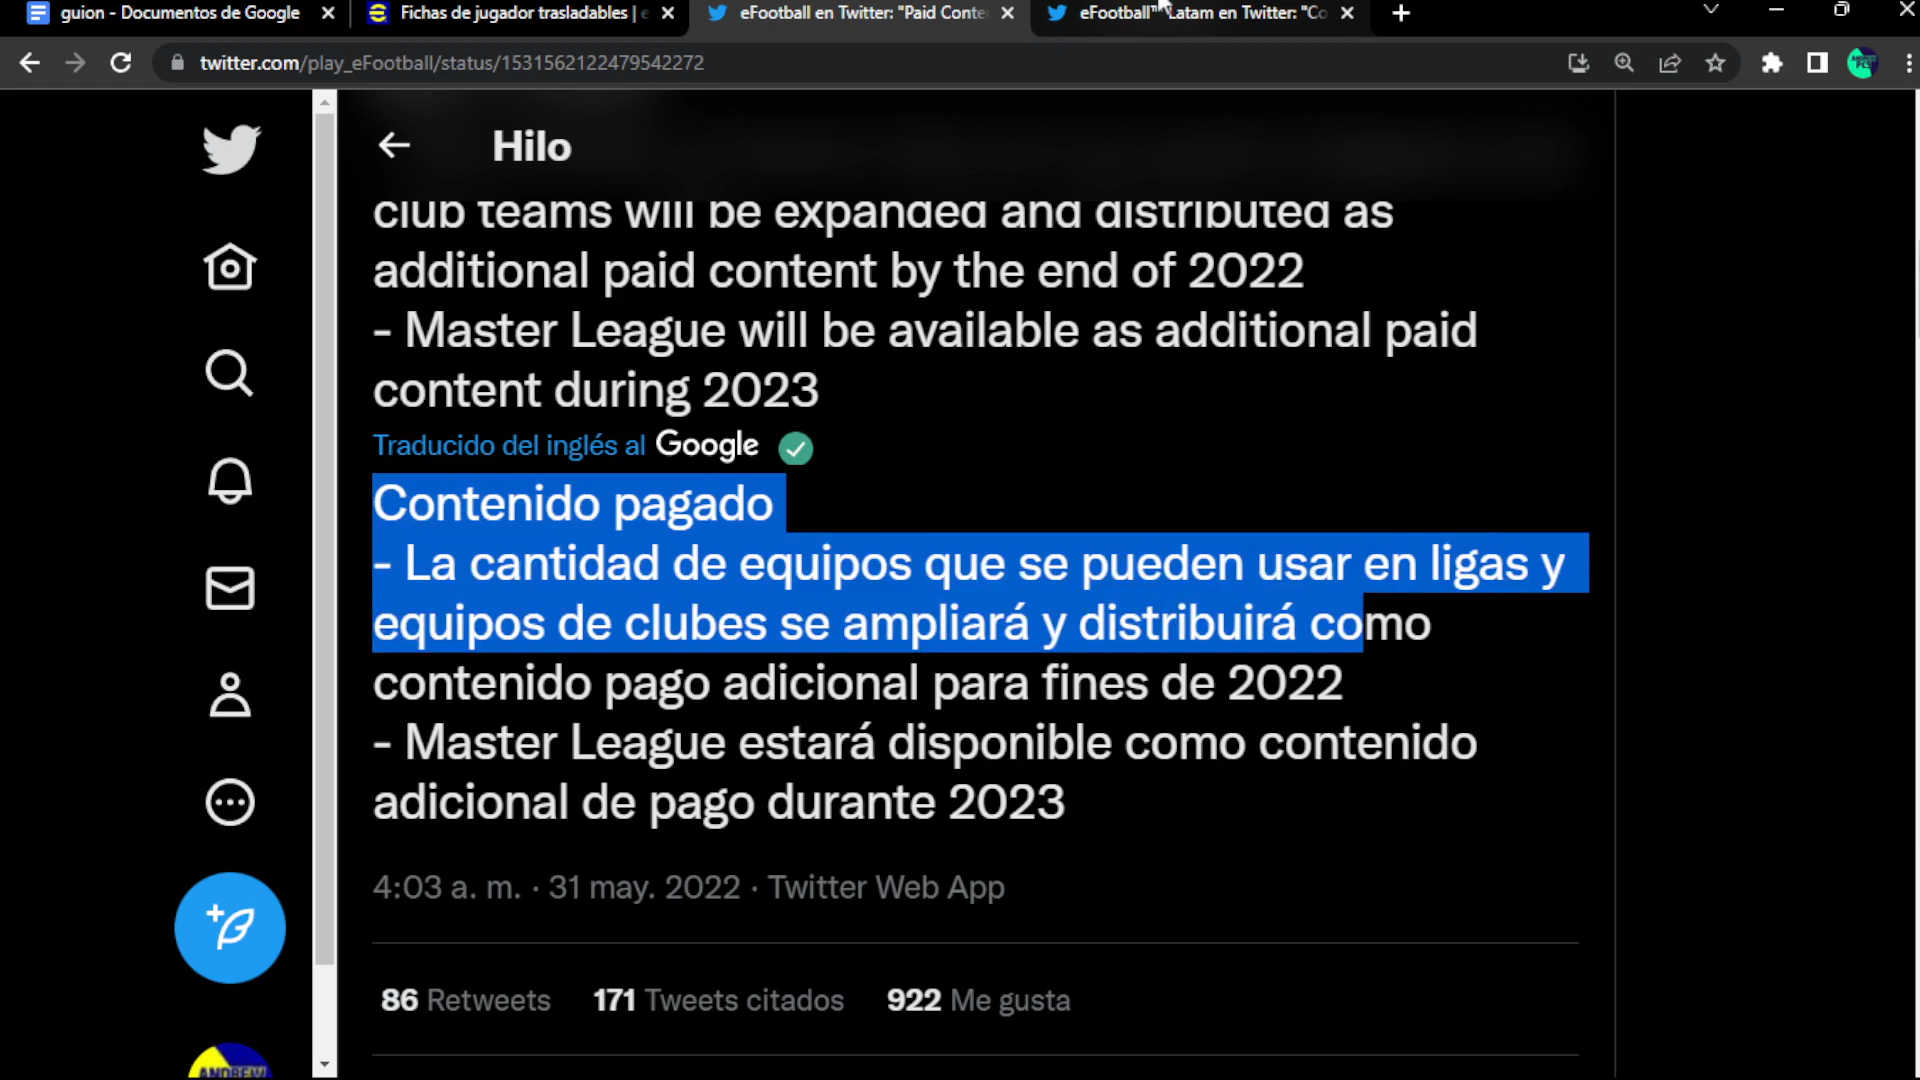 guion - Documentos de Google
Fichas de jugador trasladables | e
eFootball en Twitter: "Paid Conte
eFootball™ Latam en Twitter: "Co
twitter.com/play_eFootball/status/1531562122479542272
Hilo
club teams will be expanded and distributed as
additional paid content by the end of 2022
- Master League will be available as additional paid
content during 2023
Traducido del inglés al Google
Contenido pagado
- La cantidad de equipos que se pueden usar en ligas y
equipos de clubes se ampliará y distribuirá como
contenido pago adicional para fines de 2022
- Master League estará disponible como contenido
adicional de pago durante 2023
4:03 a. m. · 31 may. 2022 · Twitter Web App
86 Retweets 171 Tweets citados 922 Me gusta
ANDREW